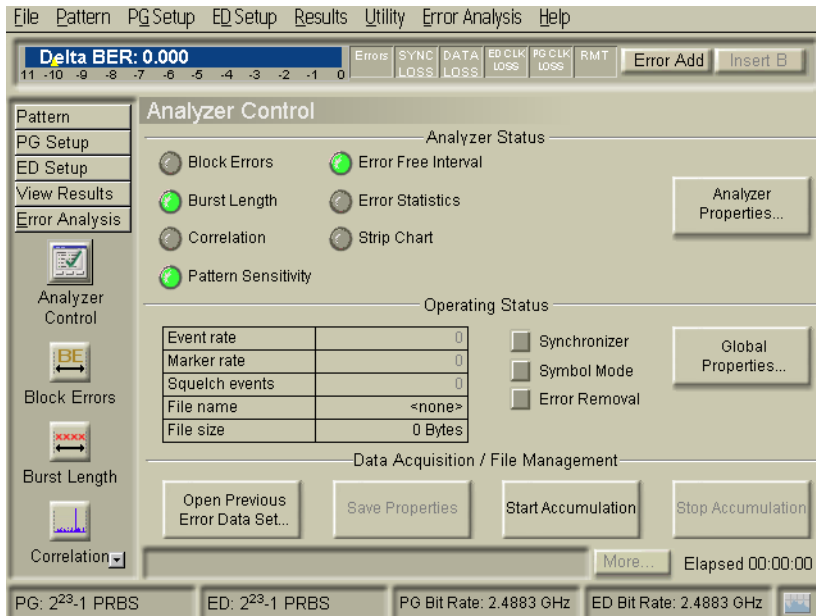 File Pattern PG Setup ED Setup Results Utility Error Analysis Help
Delta BER: 0.000
11 -10 -9 -8 -7 -6 -5 -4 -3 -2 -1 0
Errors
SYNC LOSS
DATA LOSS
ED CLK LOSS
PG CLK LOSS
RMT
Error Add
Insert B
Pattern
PG Setup
ED Setup
View Results
Error Analysis
Analyzer Control
BE
Block Errors
xxxx
Burst Length
Correlation
Analyzer Control
Analyzer Status
Block Errors
Error Free Interval
Burst Length
Error Statistics
Correlation
Strip Chart
Pattern Sensitivity
Analyzer Properties...
Operating Status
Event rate 0
Marker rate 0
Squelch events 0
File name <none>
File size 0 Bytes
Synchronizer
Symbol Mode
Error Removal
Global Properties...
Data Acquisition / File Management
Open Previous Error Data Set...
Save Properties
Start Accumulation
Stop Accumulation
More...
Elapsed 00:00:00
PG: 2²³-1 PRBS
ED: 2²³-1 PRBS
PG Bit Rate: 2.4883 GHz
ED Bit Rate: 2.4883 GHz